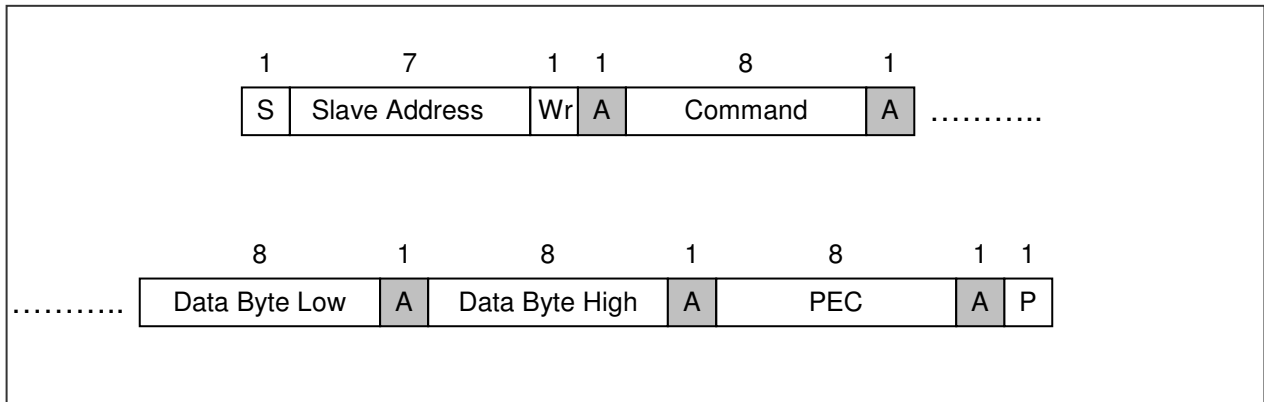 1 7 1 1 8 1
S Slave Address Wr A Command A ………..
8 1 8 1 8 1 1
……….. Data Byte Low A Data Byte High A PEC A P